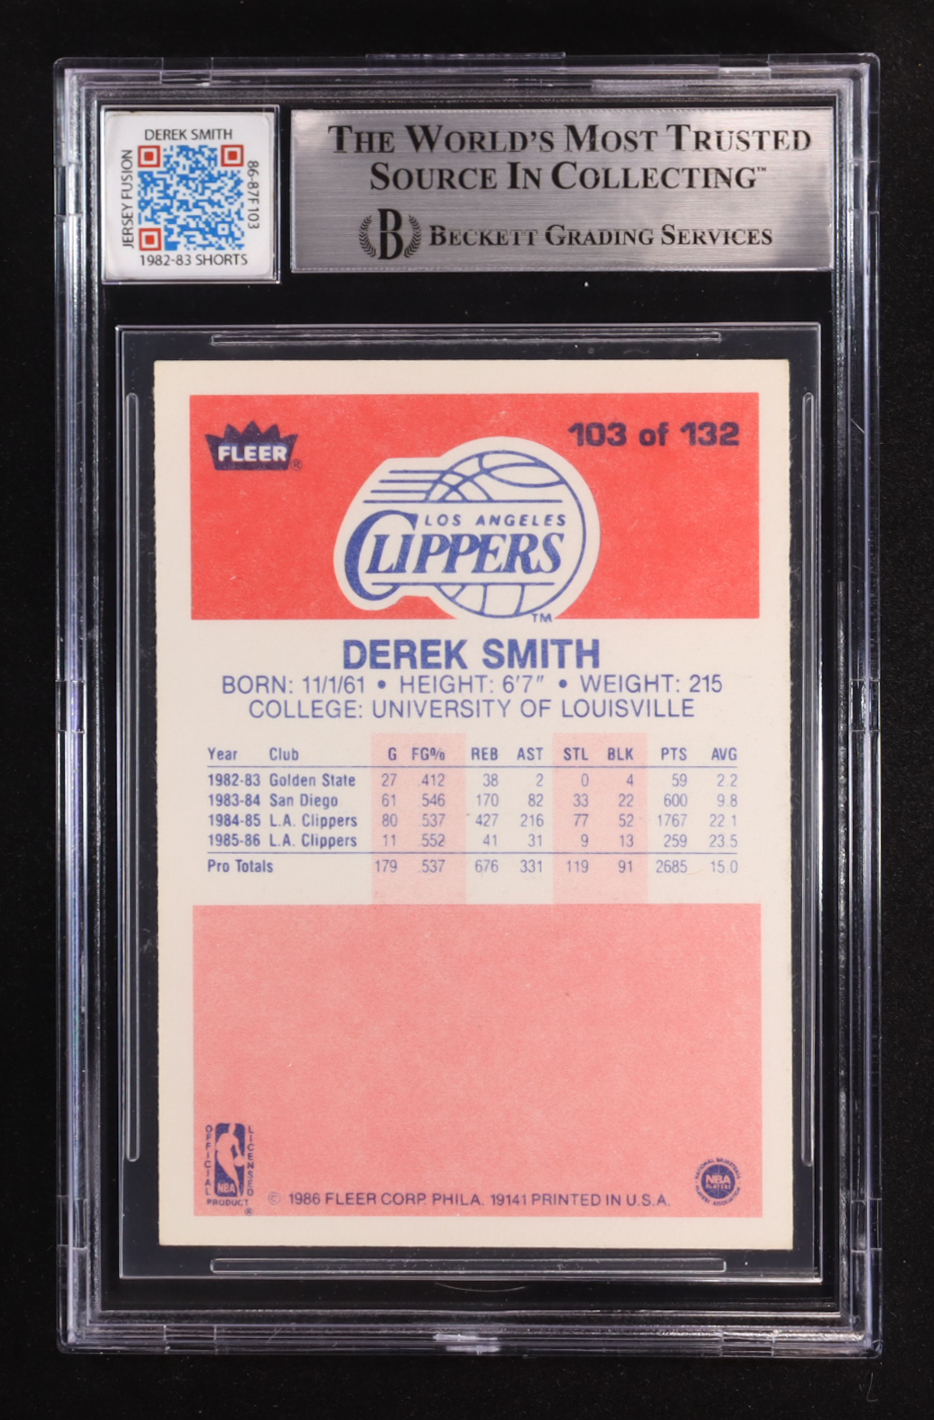 DEREK SMITH
JERSEY FUSION
86-87F103
1982-83 SHORTS
THE WORLD'S MOST TRUSTED
SOURCE IN COLLECTING™
B BECKETT GRADING SERVICES
FLEER®
103 of 132
LOS ANGELES
CLIPPERS
TM
DEREK SMITH
BORN: 11/1/61 • HEIGHT: 6'7" • WEIGHT: 215
COLLEGE: UNIVERSITY OF LOUISVILLE
Year Club G FG% REB AST STL BLK PTS AVG
1982-83 Golden State 27 .412 38 2 0 4 59 2.2
1983-84 San Diego 61 .546 170 82 33 22 600 9.8
1984-85 L.A. Clippers 80 .537 427 216 77 52 1767 22.1
1985-86 L.A. Clippers 11 .552 41 31 9 13 259 23.5
Pro Totals 179 .537 676 331 119 91 2685 15.0
OFFICIAL
LICENSED
NBA
PRODUCT
®
© 1986 FLEER CORP. PHILA. 19141 PRINTED IN U.S.A.
NATIONAL BASKETBALL
NBA
PLAYERS
PLAYERS ASSOCIATION